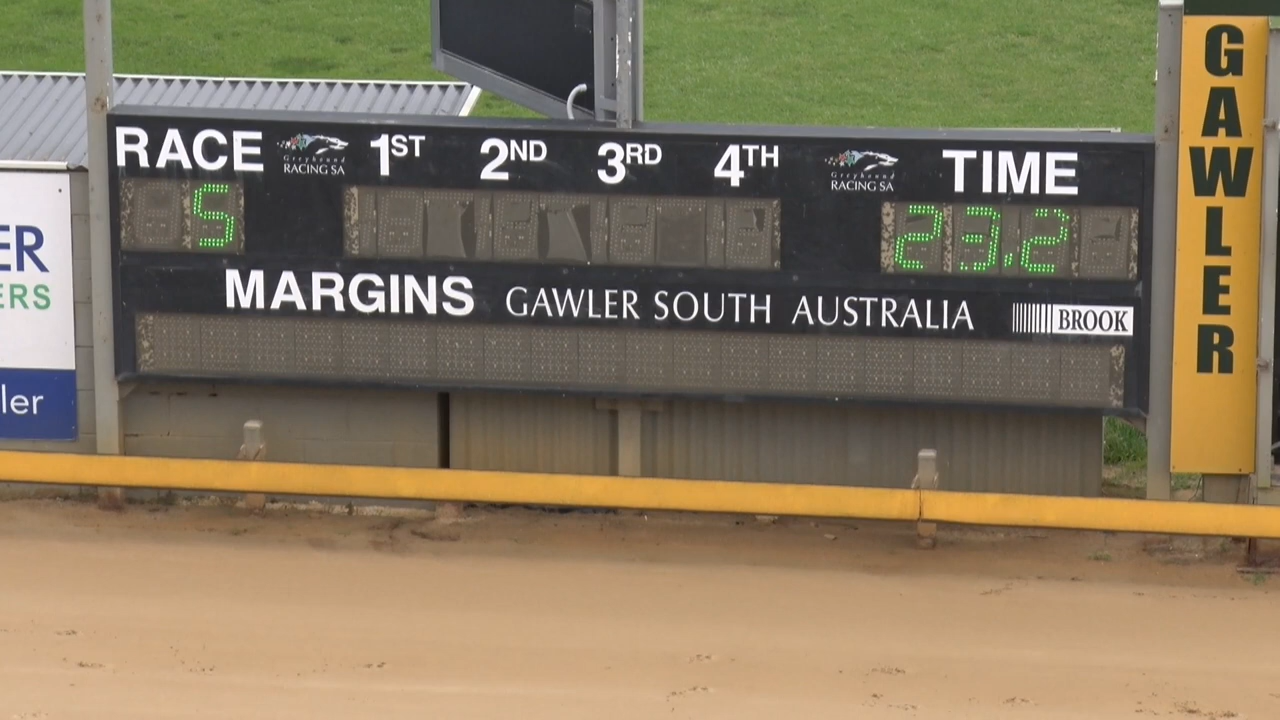 RACE
Greyhound
RACING SA
1ST 2ND 3RD 4TH
Greyhound
RACING SA
TIME
5
23.2
MARGINS GAWLER SOUTH AUSTRALIA BROOK
GAWLER
ER
ERS
ler